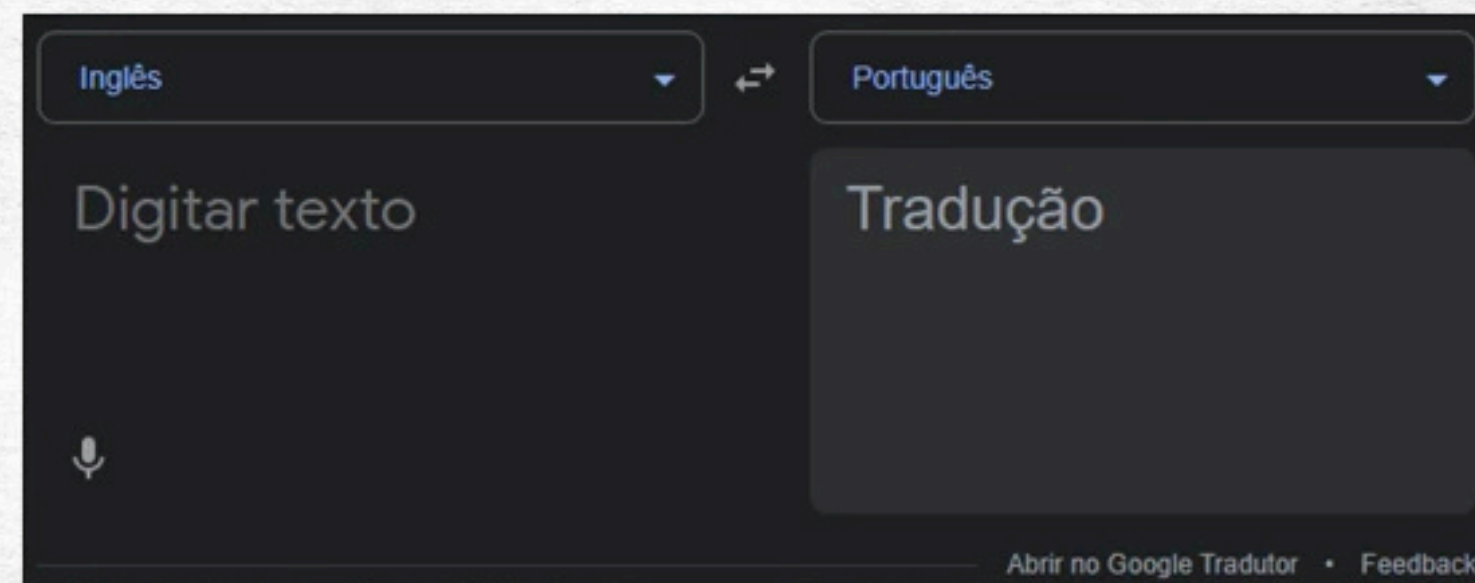 Inglês
Português
Digitar texto
Tradução
Abrir no Google Tradutor • Feedback